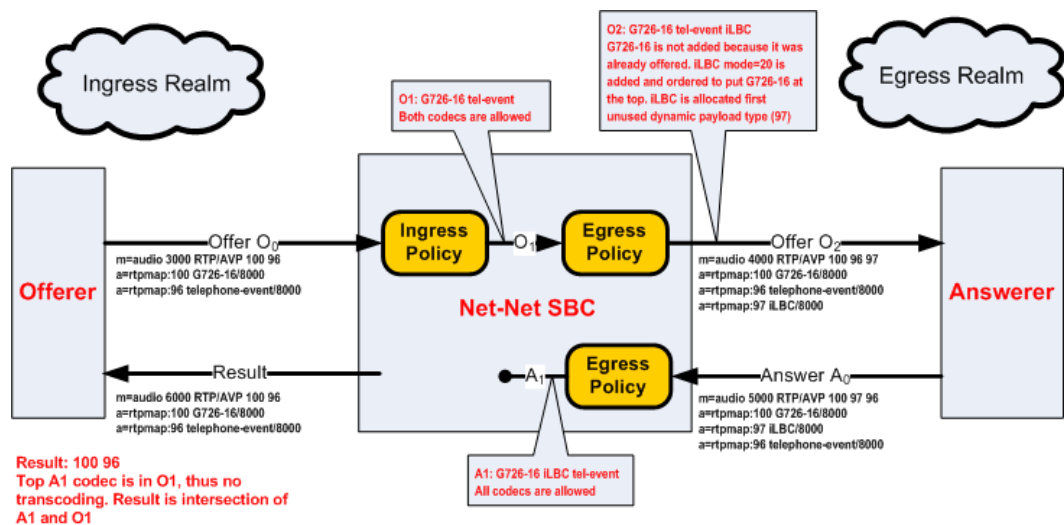 Ingress Realm
O1: G726-16 tel-event
Both codecs are allowed
O2: G726-16 tel-event iLBC
G726-16 is not added because it was
already offered. iLBC mode=20 is
added and ordered to put G726-16 at
the top. iLBC is allocated first
unused dynamic payload type (97)
Egress Realm
Offerer
Offer O0
m=audio 3000 RTP/AVP 100 96
a=rtpmap:100 G726-16/8000
a=rtpmap:96 telephone-event/8000
Ingress
Policy
O1
Egress
Policy
Net-Net SBC
Offer O2
m=audio 4000 RTP/AVP 100 96 97
a=rtpmap:100 G726-16/8000
a=rtpmap:96 telephone-event/8000
a=rtpmap:97 iLBC/8000
Answerer
Result
m=audio 6000 RTP/AVP 100 96
a=rtpmap:100 G726-16/8000
a=rtpmap:96 telephone-event/8000
A1
Egress
Policy
Answer A0
m=audio 5000 RTP/AVP 100 97 96
a=rtpmap:100 G726-16/8000
a=rtpmap:97 iLBC/8000
a=rtpmap:96 telephone-event/8000
Result: 100 96
Top A1 codec is in O1, thus no
transcoding. Result is intersection of
A1 and O1
A1: G726-16 iLBC tel-event
All codecs are allowed